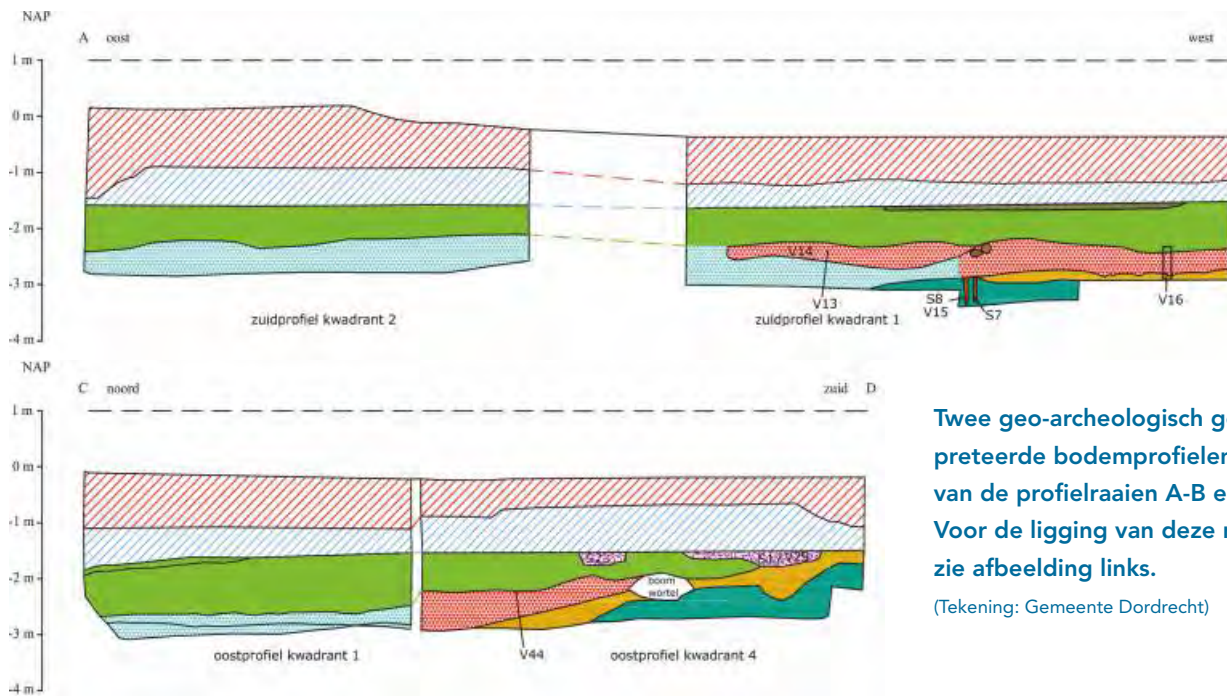 NAP
A oost
west
1 m
0 m
-1 m
-2 m
-3 m
-4 m
V14
V13
S8
V15
S7
V16
zuidprofiel kwadrant 2
zuidprofiel kwadrant 1
NAP
C noord
zuid D
1 m
0 m
-1 m
-2 m
-3 m
-4 m
boom
wortel
V44
oostprofiel kwadrant 1
oostprofiel kwadrant 4
Twee geo-archeologisch g
preteerde bodemprofielen
van de profielraaien A-B e
Voor de ligging van deze
zie afbeelding links.
(Tekening: Gemeente Dordrecht)